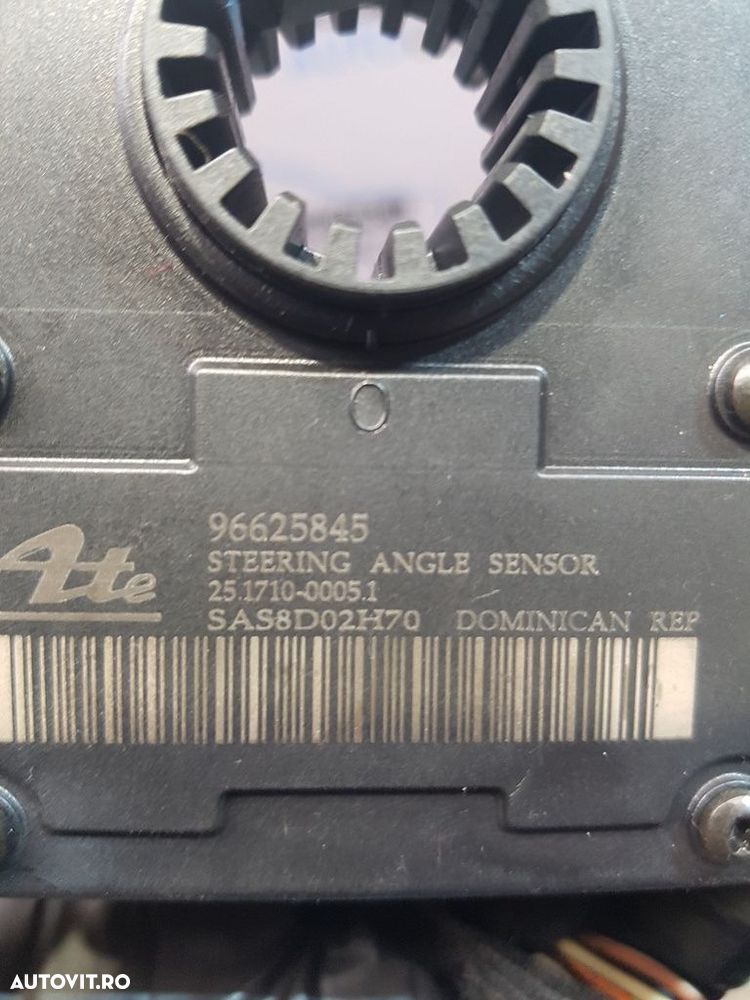 96625845
Ate
STEERING ANGLE SENSOR
25.1710-0005.1
SAS8D02H70 DOMINICAN REP
AUTOVIT.RO